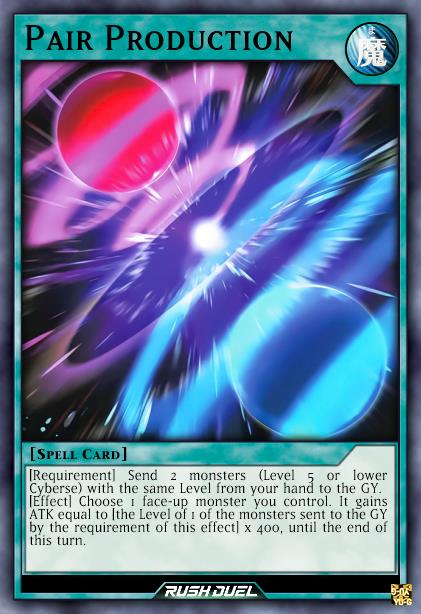 Pair Production
ま
魔
[Spell Card]
[Requirement] Send 2 monsters (Level 5 or lower
Cyberse) with the same Level from your hand to the GY.
[Effect] Choose 1 face-up monster you control. It gains
ATK equal to [the Level of 1 of the monsters sent to the GY
by the requirement of this effect] x 400, until the end of
this turn.
RUSH DUEL